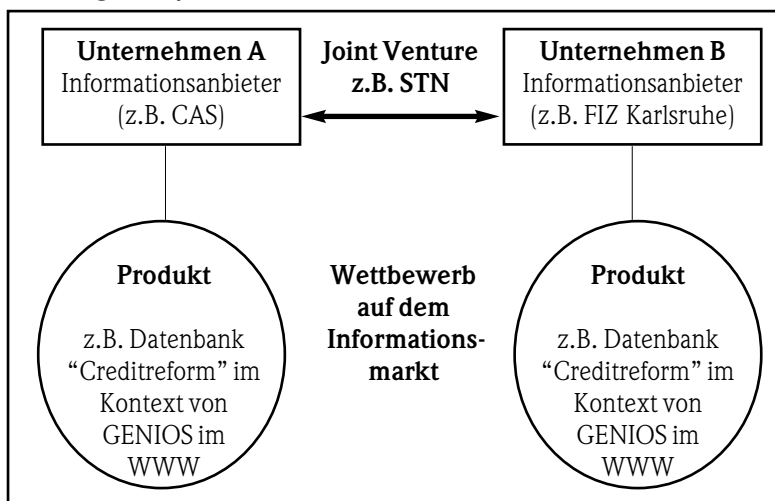 Unternehmen A
Informationsanbieter
(z.B. CAS)
Joint Venture
z.B. STN
Unternehmen B
Informationsanbieter
(z.B. FIZ Karlsruhe)
Produkt
z.B. Datenbank
“Creditreform” im
Kontext von
GENIOS im
WWW
Wettbewerb
auf dem
Informations-
markt
Produkt
z.B. Datenbank
“Creditreform” im
Kontext von
GENIOS im
WWW